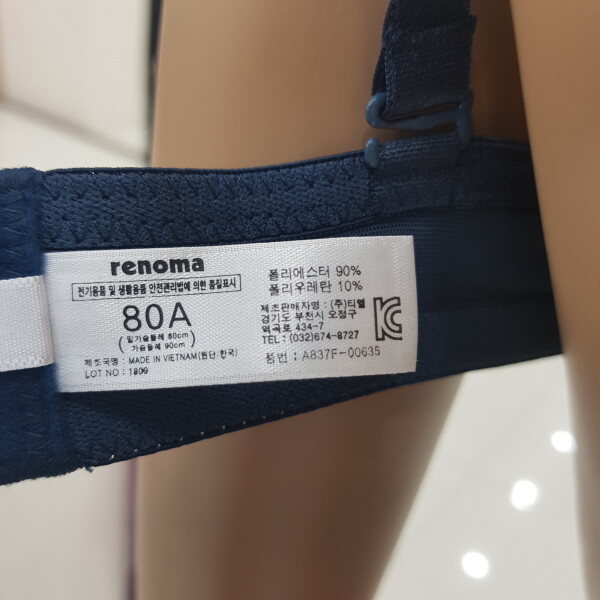 renoma
전기용품 및 생활용품 안전관리법에 의한 품질표시
80A
(밑가슴둘레 80cm
가슴둘레 90cm)
제조국명 : MADE IN VIETNAM(원단:한국)
LOT NO : 1809
폴리에스터 90%
폴리우레탄 10%
제조판매자명 : (주)티엘
경기도 부천시 오정구
역곡로 434-7
TEL : (032)674-8727
품번 : A837F-00635
KC